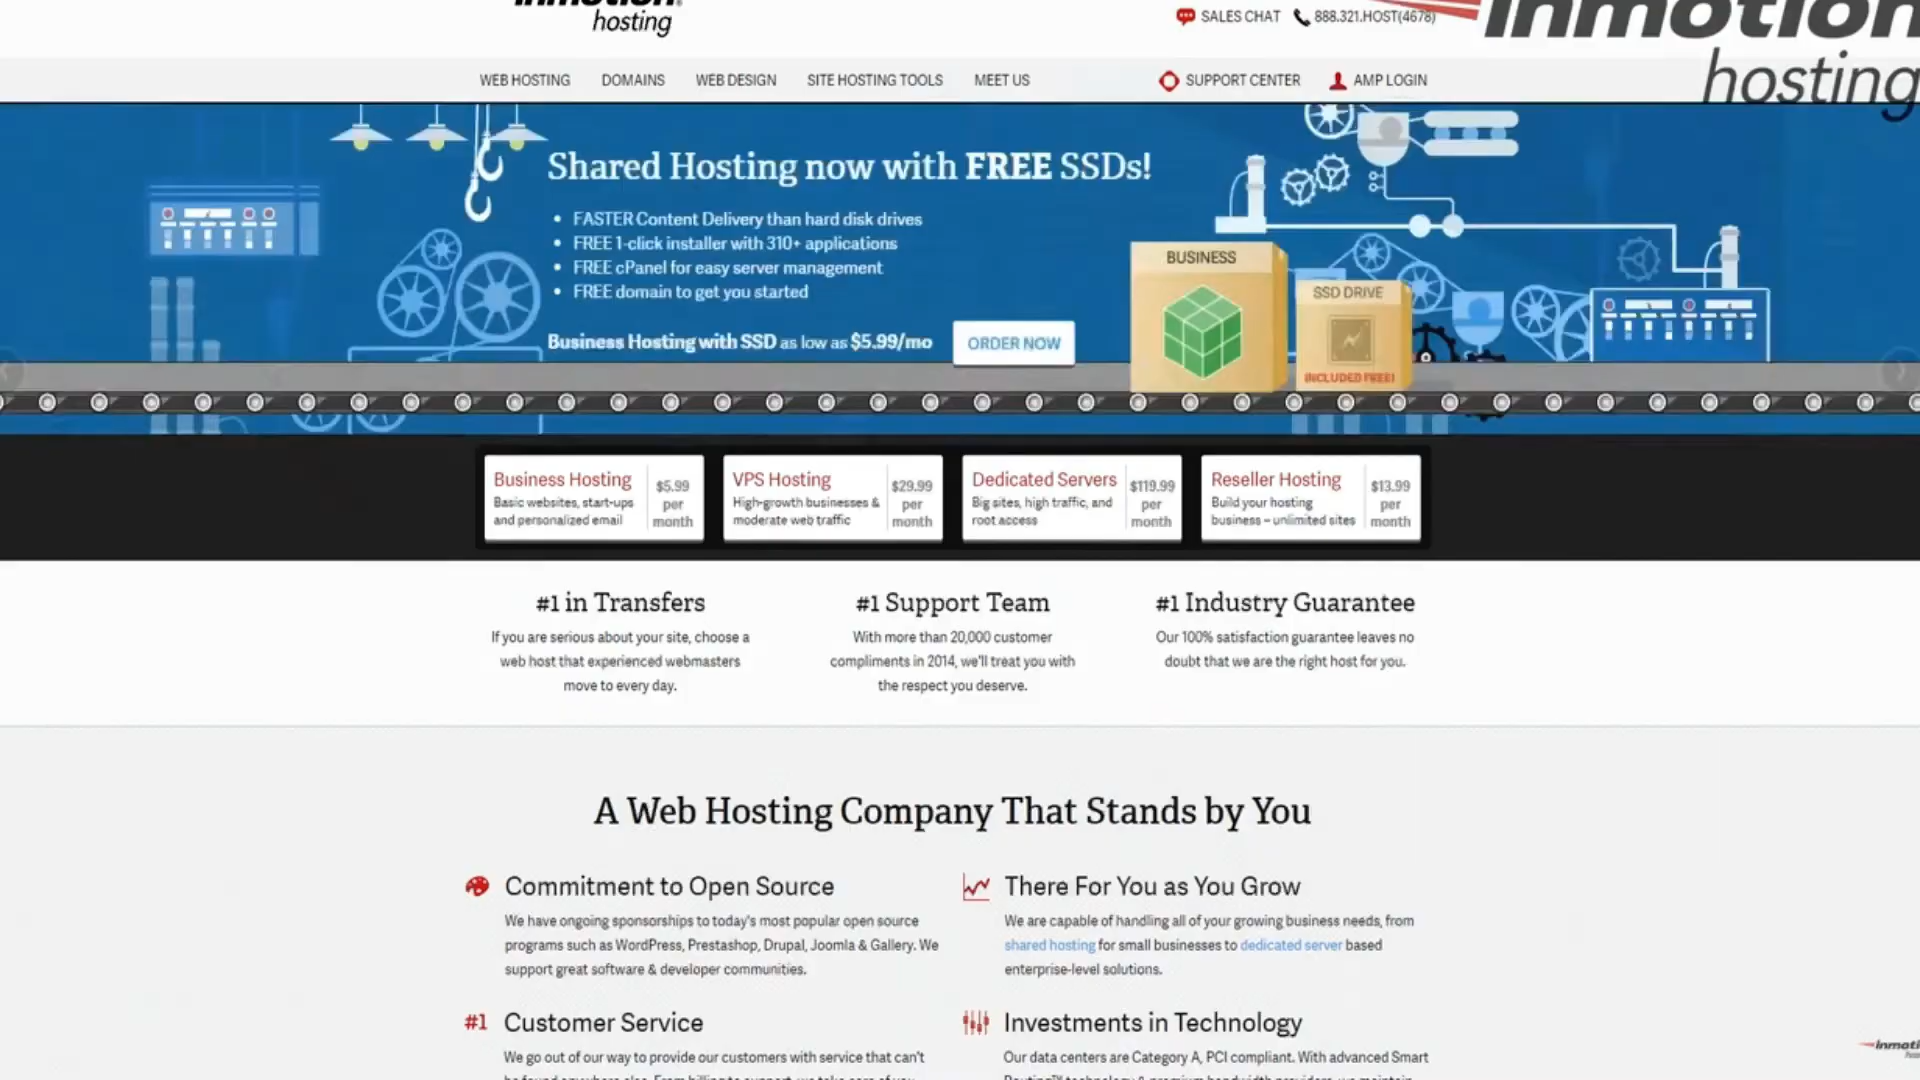 inmotion
hosting
SALES CHAT
888.321.HOST(4678)
inmotion
hosting
WEB HOSTING
DOMAINS
WEB DESIGN
SITE HOSTING TOOLS
MEET US
SUPPORT CENTER
AMP LOGIN
Shared Hosting now with FREE SSDs!
• FASTER Content Delivery than hard disk drives
• FREE 1-click installer with 310+ applications
• FREE cPanel for easy server management
• FREE domain to get you started
Business Hosting with SSD as low as $5.99/mo
ORDER NOW
BUSINESS
SSD DRIVE
INCLUDED FREE!
Business Hosting
Basic websites, start-ups
and personalized email
$5.99
per
month
VPS Hosting
High-growth businesses &
moderate web traffic
$29.99
per
month
Dedicated Servers
Big sites, high traffic, and
root access
$119.99
per
month
Reseller Hosting
Build your hosting
business – unlimited sites
$13.99
per
month
#1 in Transfers
If you are serious about your site, choose a
web host that experienced webmasters
move to every day.
#1 Support Team
With more than 20,000 customer
compliments in 2014, we'll treat you with
the respect you deserve.
#1 Industry Guarantee
Our 100% satisfaction guarantee leaves no
doubt that we are the right host for you.
A Web Hosting Company That Stands by You
Commitment to Open Source
We have ongoing sponsorships to today's most popular open source
programs such as WordPress, Prestashop, Drupal, Joomla & Gallery. We
support great software & developer communities.
There For You as You Grow
We are capable of handling all of your growing business needs, from
shared hosting for small businesses to dedicated server based
enterprise-level solutions.
#1 Customer Service
We go out of our way to provide our customers with service that can't
Investments in Technology
Our data centers are Category A, PCI compliant. With advanced Smart